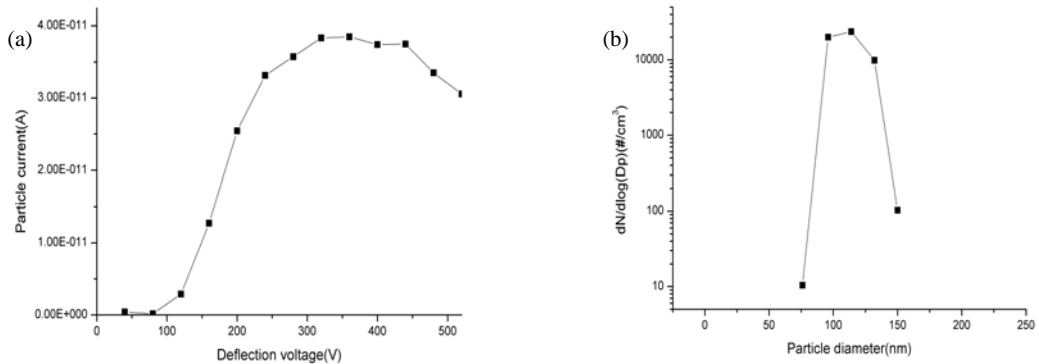 (a)
4.00E-011
3.00E-011
2.00E-011
1.00E-011
0.00E+000
0 100 200 300 400 500
Particle current(A)
Deflection voltage(V)
(b)
10000
1000
100
10
0 50 100 150 200 250
dN/dlog(Dp)(#/cm³)
Particle diameter(nm)